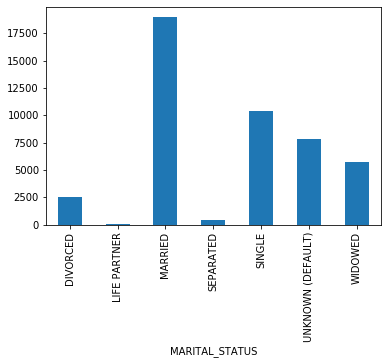 17500
15000
12500
10000
7500
5000
2500
0
DIVORCED
LIFE PARTNER
MARRIED
SEPARATED
SINGLE
UNKNOWN (DEFAULT)
WIDOWED
MARITAL_STATUS